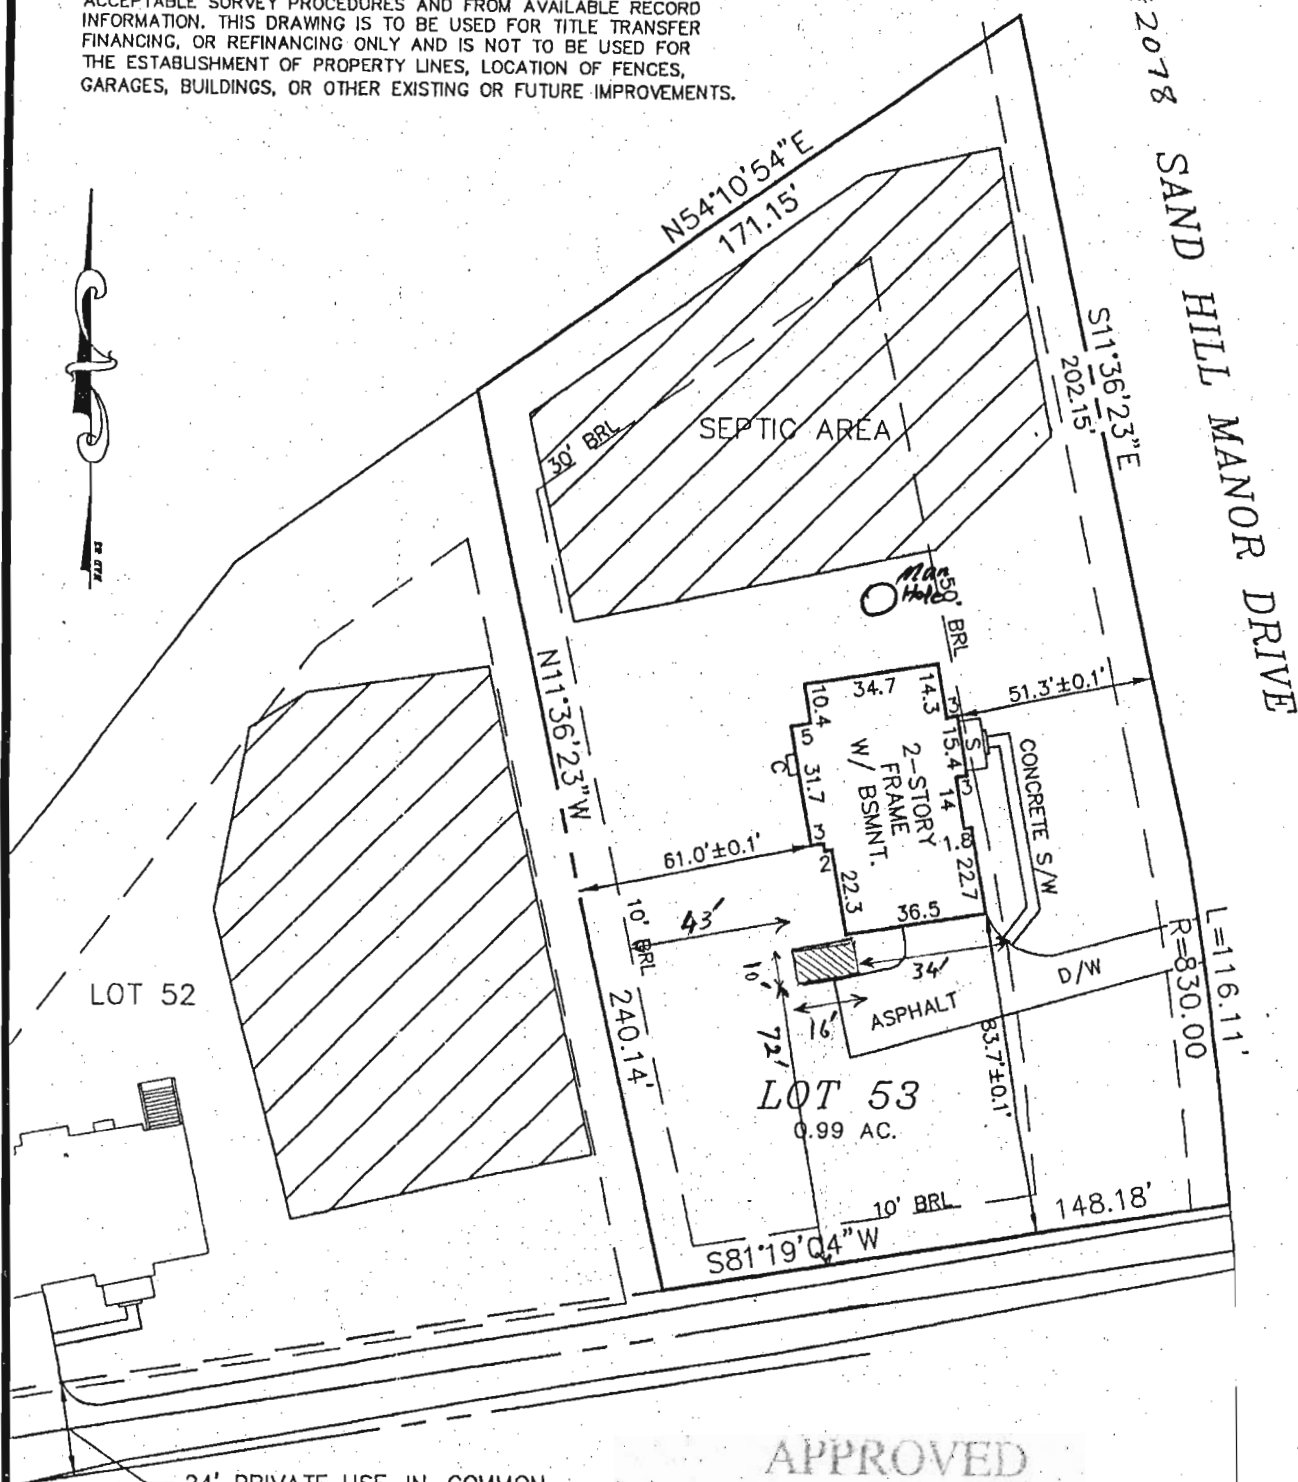 ACCEPTABLE SURVEY PROCEDURES AND FROM AVAILABLE RECORD
INFORMATION. THIS DRAWING IS TO BE USED FOR TITLE TRANSFER
FINANCING, OR REFINANCING ONLY AND IS NOT TO BE USED FOR
THE ESTABLISHMENT OF PROPERTY LINES, LOCATION OF FENCES,
GARAGES, BUILDINGS, OR OTHER EXISTING OR FUTURE IMPROVEMENTS.
2078 SAND HILL MANOR DRIVE
N54°10'54"E
171.15'
S11°36'23"E
202.15'
30' BRL
SEPTIC AREA
Man
Hole
50' BRL
N11°36'23"W
240.14'
34.7
14.3
10.4
3
51.3'±0.1'
5
15.4
S
C
31.7
2-STORY
FRAME
W/ BSMNT.
3
14
CONCRETE S/W
3
2
1.8
61.0'±0.1'
22.3
22.7
36.5
43'
10' BRL
10'
34'
16'
72'
D/W
ASPHALT
L=116.11'
R=830.00
83.7'±0.1'
LOT 52
LOT 53
0.99 AC.
10' BRL
148.18'
S81°19'04"W
24' PRIVATE USE IN COMMON
APPROVED